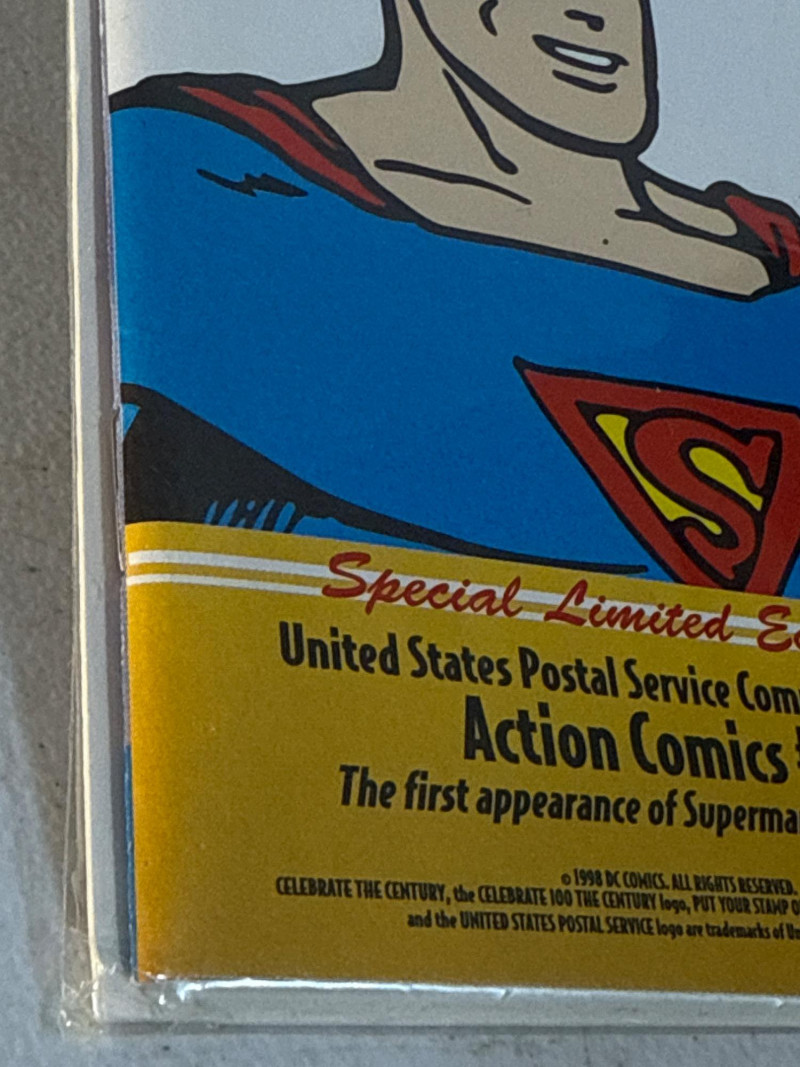 S
Special Limited
United States Postal Service Com
Action Comics
The first appearance of Superma
© 1998 DC COMICS. ALL RIGHTS RESERVED.
CELEBRATE THE CENTURY, the CELEBRATE 100 THE CENTURY logo, PUT YOUR STAMP O
and the UNITED STATES POSTAL SERVICE logo are trademarks of